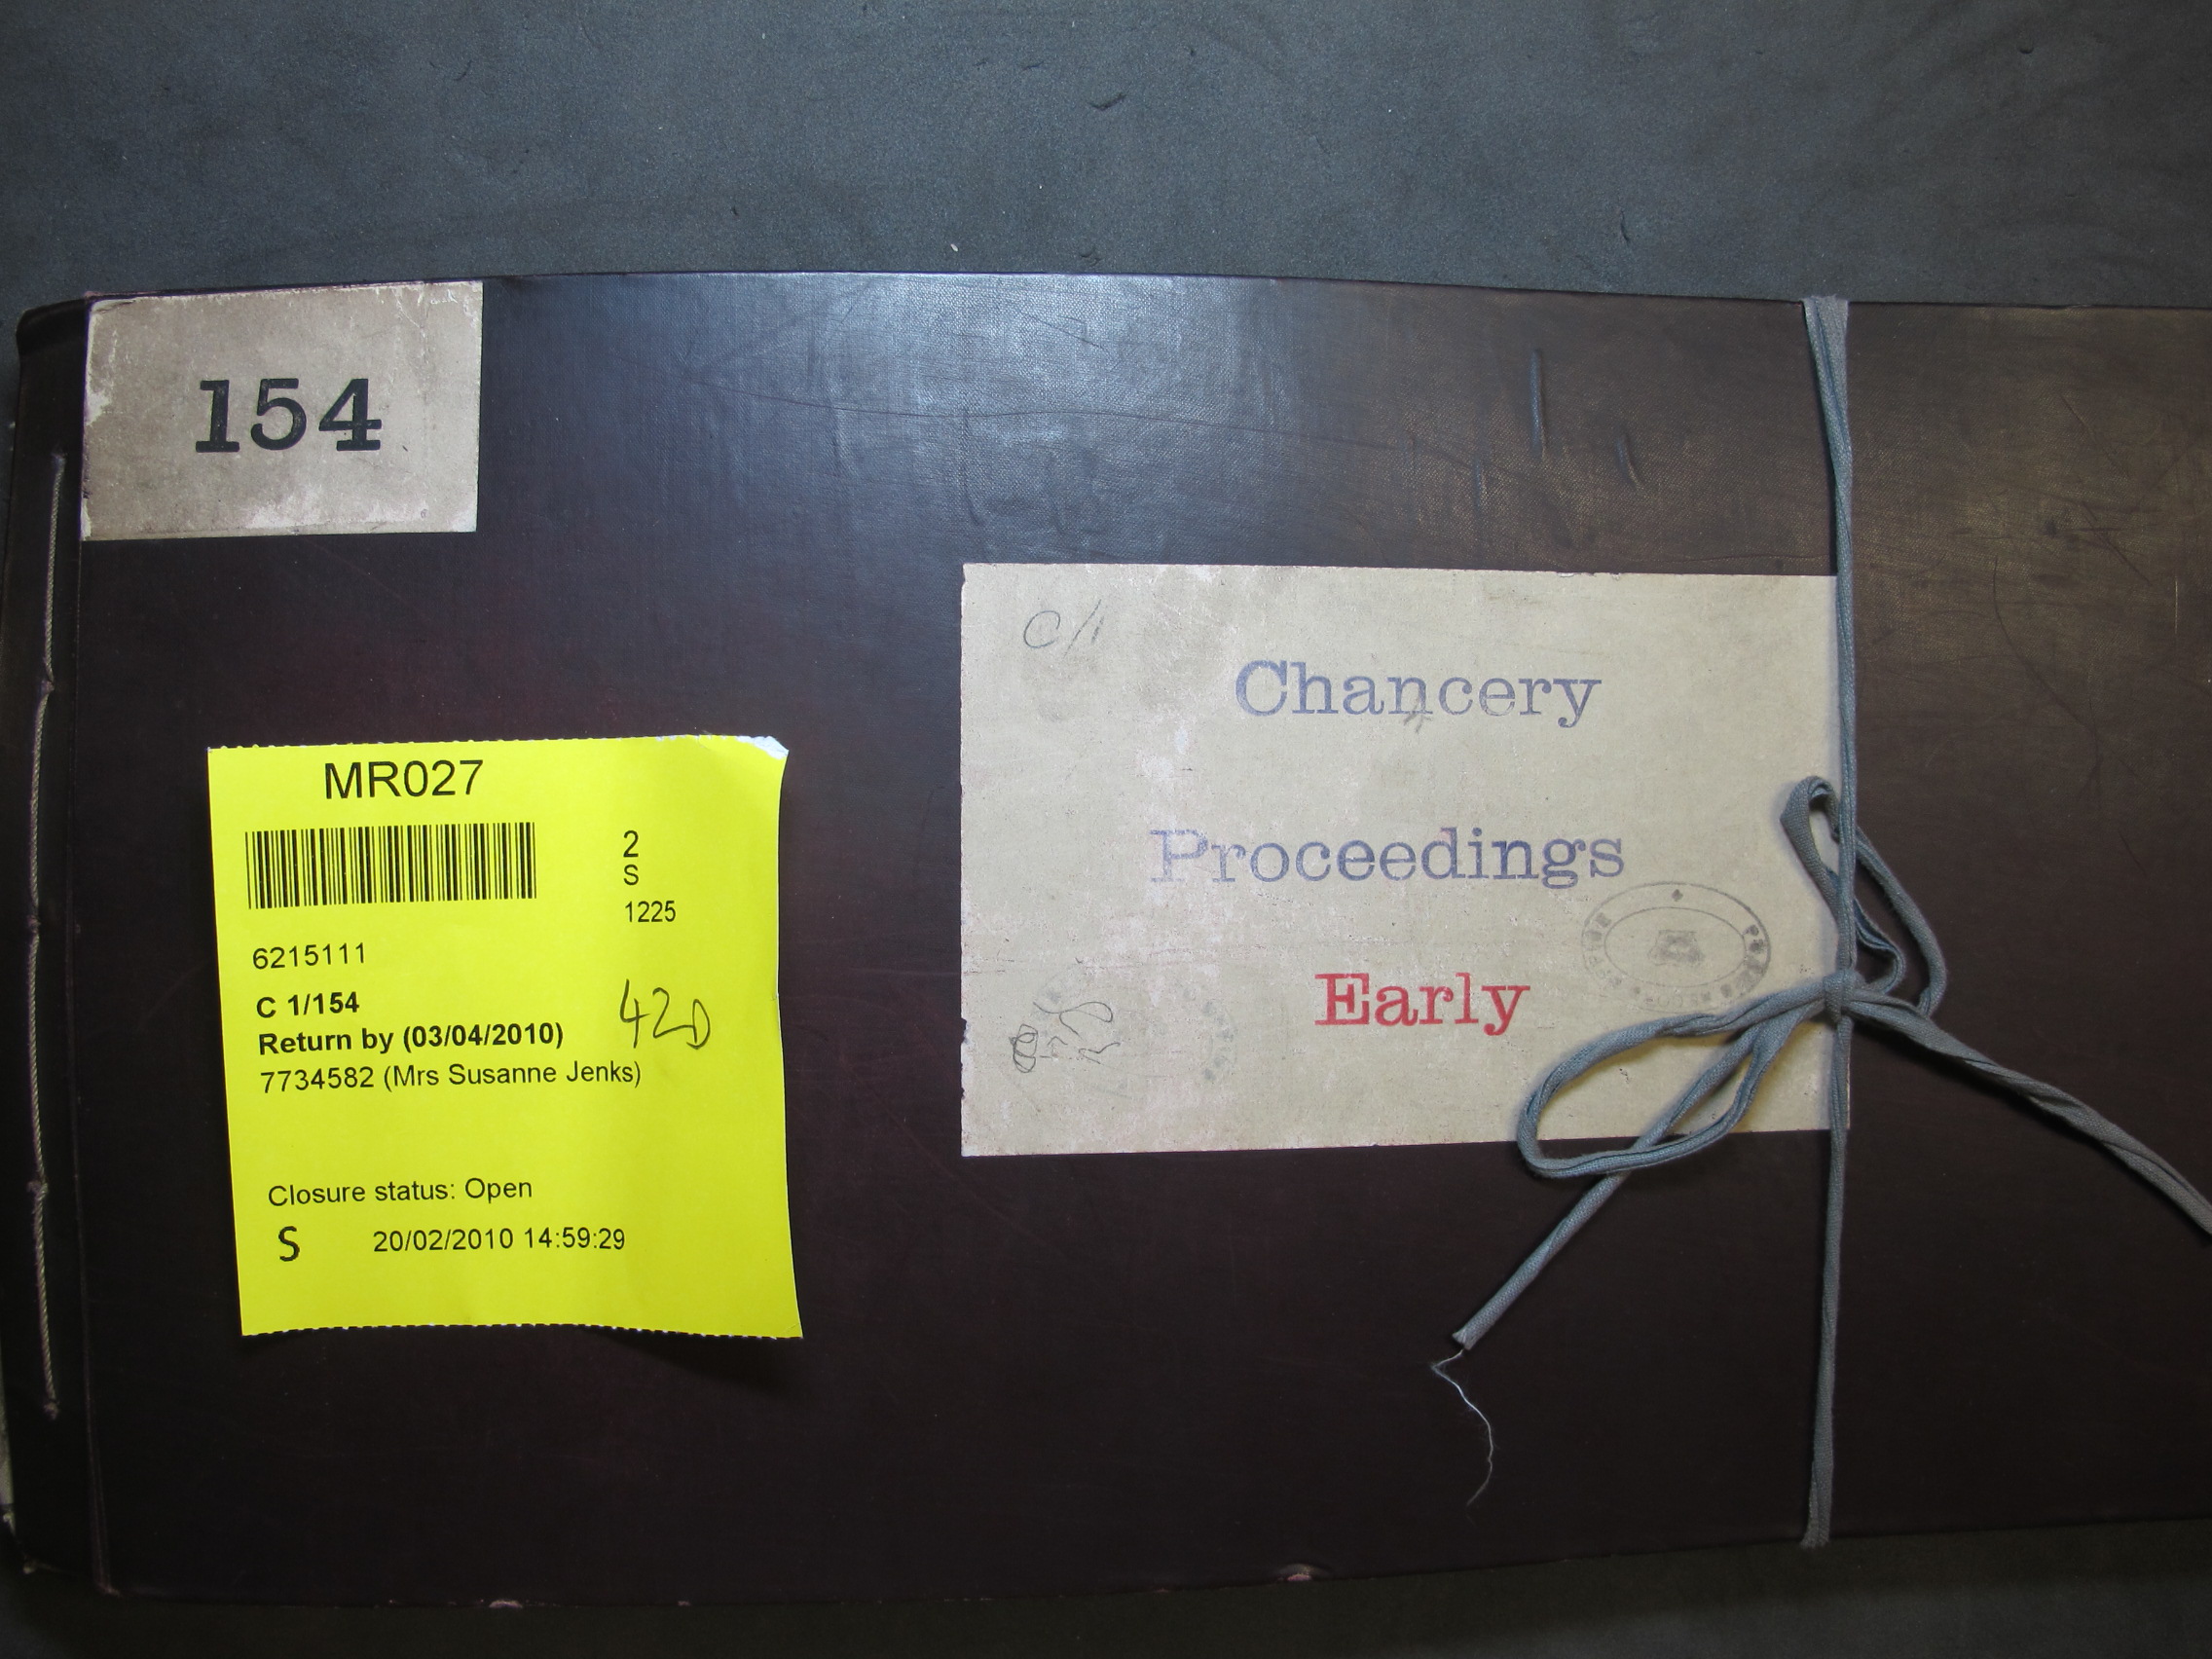 154
C/1
Chancery
Proceedings
Early
MR027
2
S
1225
6215111
C 1/154
42D
Return by (03/04/2010)
7734582 (Mrs Susanne Jenks)
Closure status: Open
S 20/02/2010 14:59:29